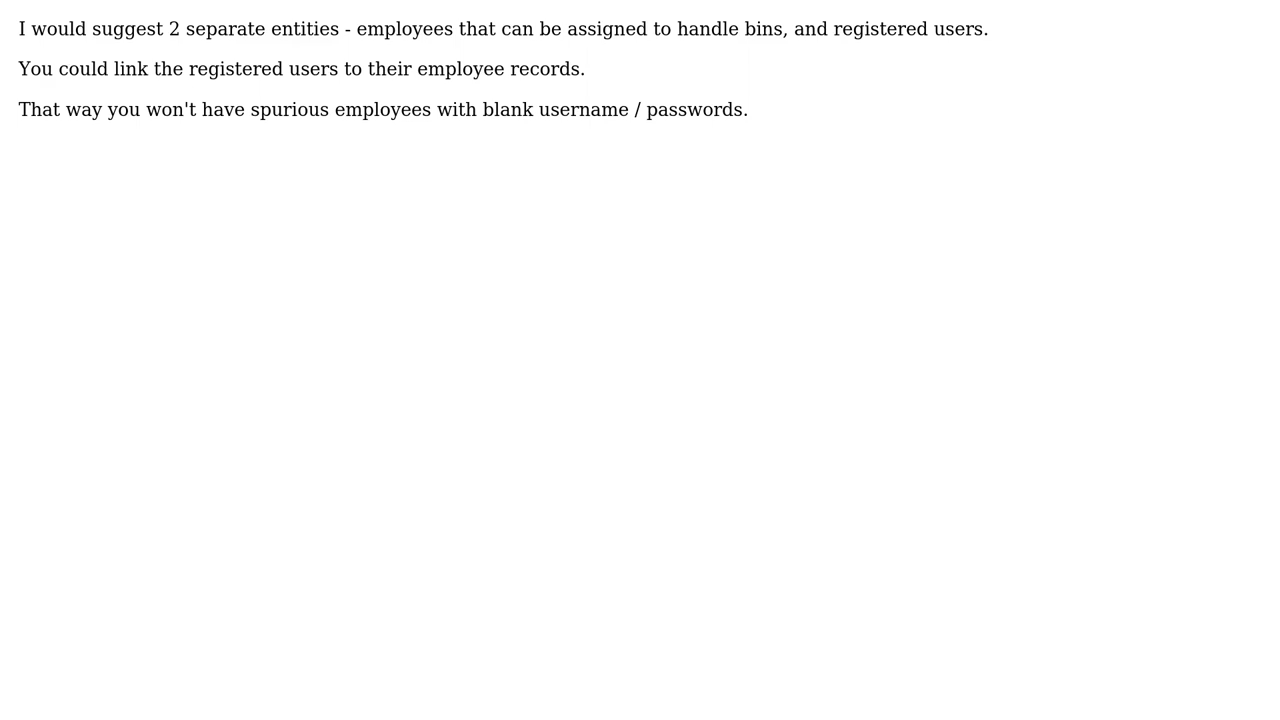 I would suggest 2 separate entities - employees that can be assigned to handle bins, and registered users.
You could link the registered users to their employee records.
That way you won't have spurious employees with blank username / passwords.